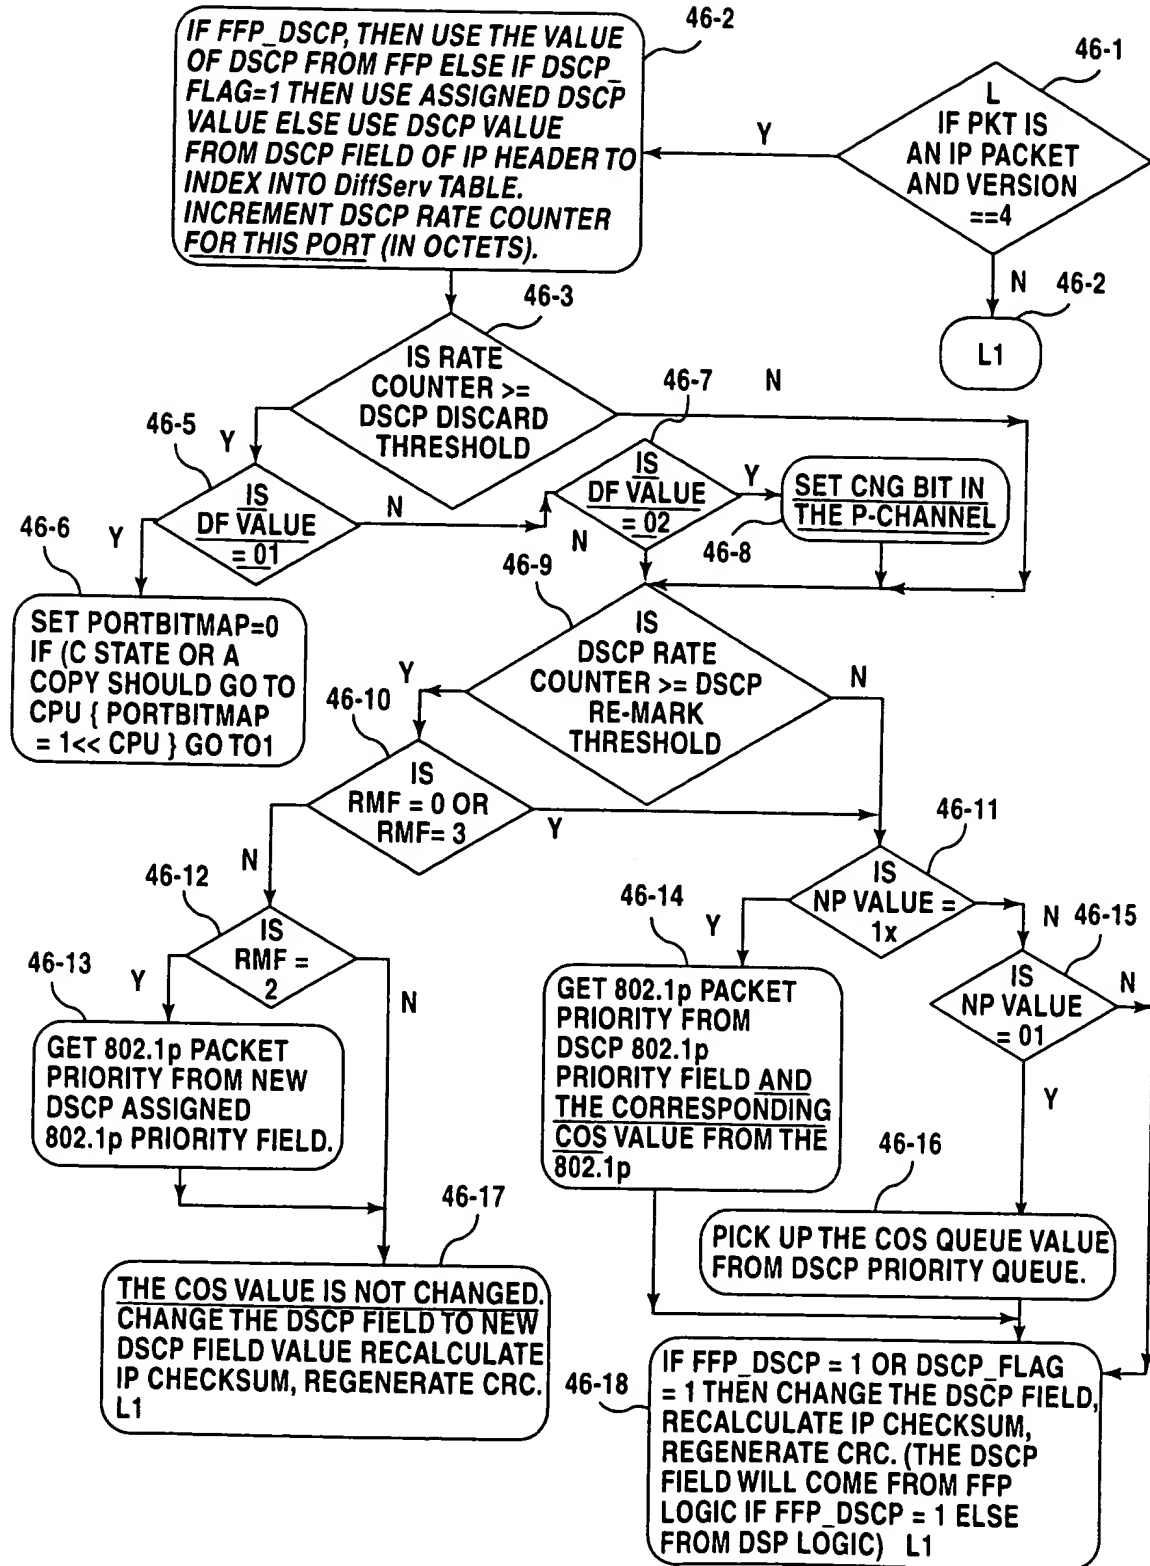 46-2
IF FFP_DSCP, THEN USE THE VALUE
OF DSCP FROM FFP ELSE IF DSCP_
FLAG=1 THEN USE ASSIGNED DSCP
VALUE ELSE USE DSCP VALUE
FROM DSCP FIELD OF IP HEADER TO
INDEX INTO DiffServ TABLE.
INCREMENT DSCP RATE COUNTER
FOR THIS PORT (IN OCTETS).
46-1
L
IF PKT IS
AN IP PACKET
AND VERSION
==4
Y
N
46-2
L1
46-3
IS RATE
COUNTER >=
DSCP DISCARD
THRESHOLD
Y
N
46-5
IS
DF VALUE
= 01
Y
N
46-7
IS
DF VALUE
= 02
Y
N
46-8
SET CNG BIT IN
THE P-CHANNEL
46-6
SET PORTBITMAP=0
IF (C STATE OR A
COPY SHOULD GO TO
CPU { PORTBITMAP
= 1<< CPU } GO TO1
46-9
IS
DSCP RATE
COUNTER >= DSCP
RE-MARK
THRESHOLD
Y
N
46-10
IS
RMF = 0 OR
RMF= 3
Y
N
46-11
IS
NP VALUE =
1x
Y
N
46-12
IS
RMF =
2
Y
N
46-13
GET 802.1p PACKET
PRIORITY FROM NEW
DSCP ASSIGNED
802.1p PRIORITY FIELD.
46-14
GET 802.1p PACKET
PRIORITY FROM
DSCP 802.1p
PRIORITY FIELD AND
THE CORRESPONDING
COS VALUE FROM THE
802.1p
46-15
IS
NP VALUE
= 01
N
Y
46-16
PICK UP THE COS QUEUE VALUE
FROM DSCP PRIORITY QUEUE.
46-17
THE COS VALUE IS NOT CHANGED.
CHANGE THE DSCP FIELD TO NEW
DSCP FIELD VALUE RECALCULATE
IP CHECKSUM, REGENERATE CRC.
L1
46-18
IF FFP_DSCP = 1 OR DSCP_FLAG
= 1 THEN CHANGE THE DSCP FIELD,
RECALCULATE IP CHECKSUM,
REGENERATE CRC. (THE DSCP
FIELD WILL COME FROM FFP
LOGIC IF FFP_DSCP = 1 ELSE
FROM DSP LOGIC) L1